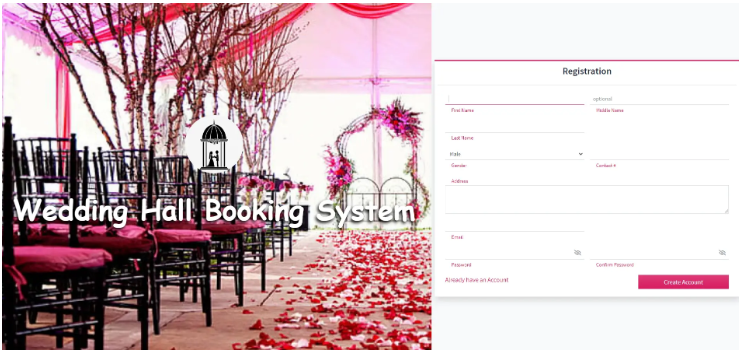 Wedding Hall Booking System
Registration
optional
First Name
Middle Name
Last Name
Male
Gender
Contact #
Address
Email
Password
Confirm Password
Already have an Account
Create Account